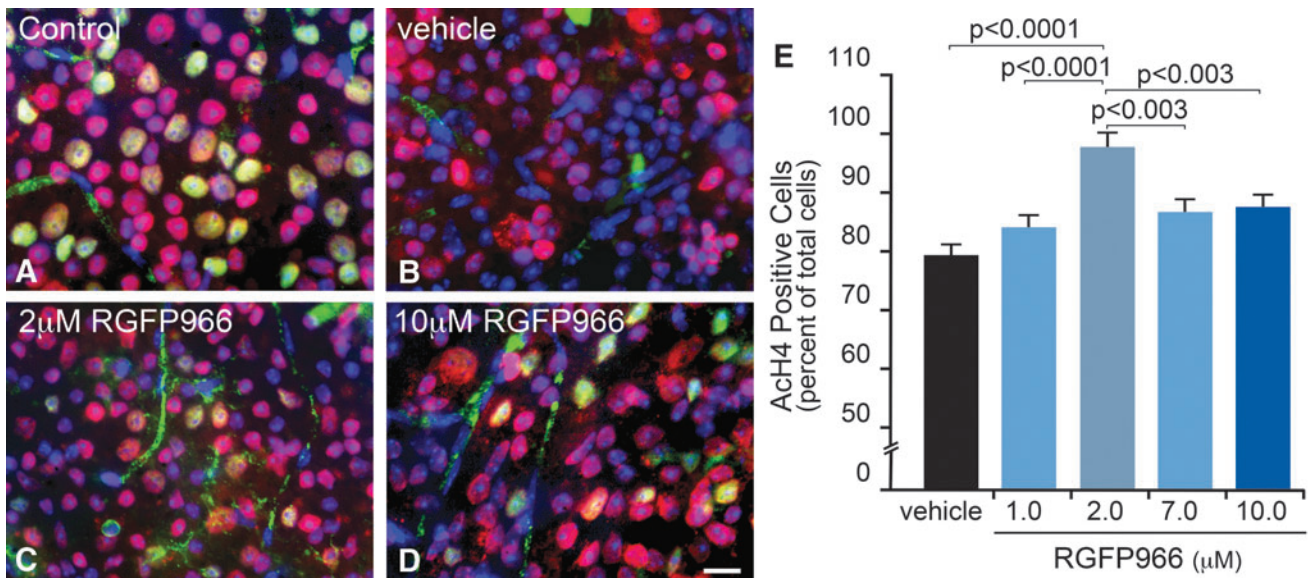 Control
A
vehicle
B
2μM RGFP966
C
10μM RGFP966
D
E
p<0.0001
p<0.0001
p<0.003
p<0.003
AcH4 Positive Cells
(percent of total cells)
110
100
90
80
70
60
50
0
vehicle
1.0
2.0
7.0
10.0
RGFP966 (μM)